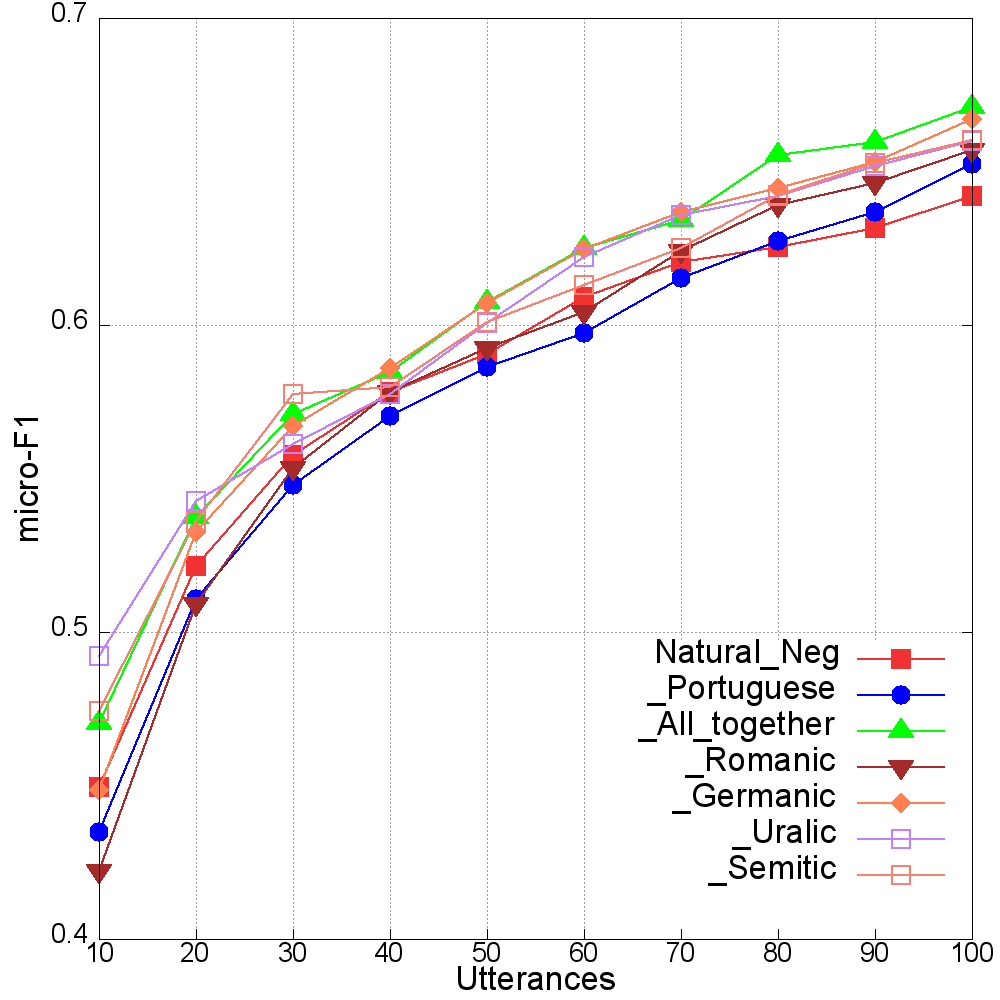 0.7
0.6
0.5
0.4
micro-F1
Natural_Neg
_Portuguese
_All_together
_Romanic
_Germanic
_Uralic
_Semitic
10 20 30 40 50 60 70 80 90 100
Utterances